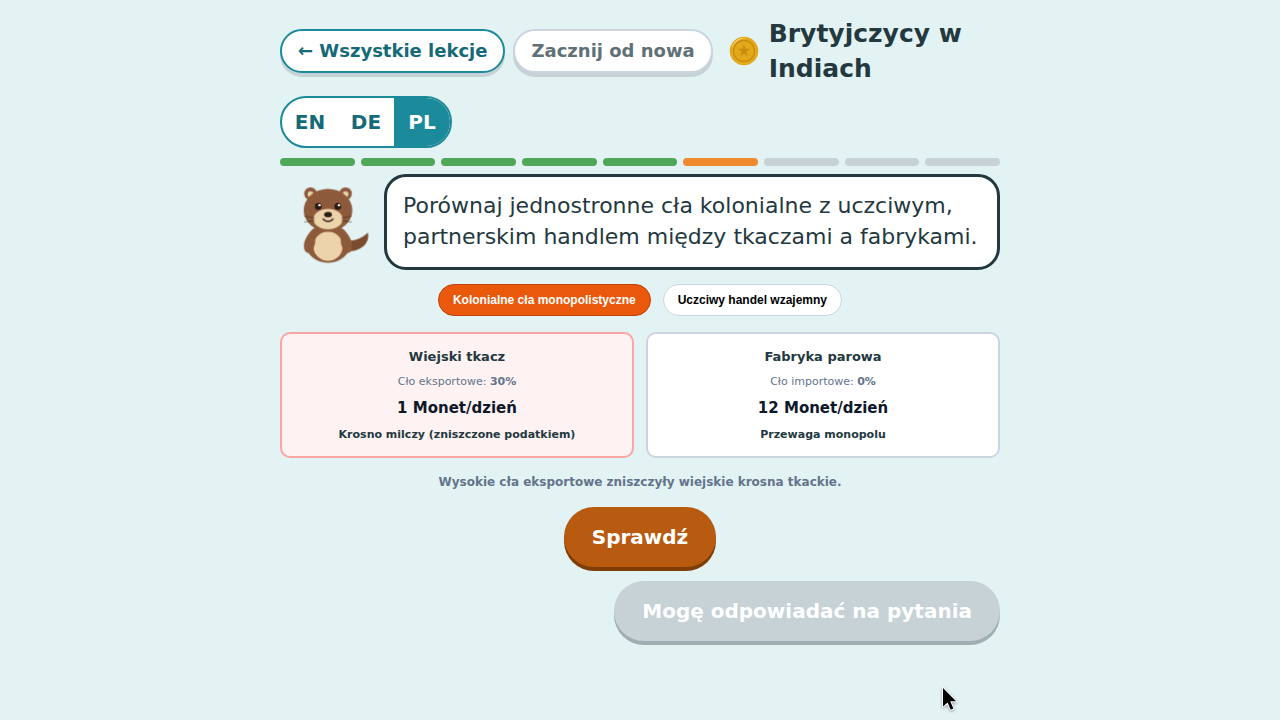 ← Wszystkie lekcje
Zacznij od nowa
Brytyjczycy w
Indiach
EN DE PL
Porównaj jednostronne cła kolonialne z uczciwym,
partnerskim handlem między tkaczami a fabrykami.
Kolonialne cła monopolistyczne
Uczciwy handel wzajemny
Wiejski tkacz
Cło eksportowe: 30%
1 Monet/dzień
Krosno milczy (zniszczone podatkiem)
Fabryka parowa
Cło importowe: 0%
12 Monet/dzień
Przewaga monopolu
Wysokie cła eksportowe zniszczyły wiejskie krosna tkackie.
Sprawdź
Mogę odpowiadać na pytania